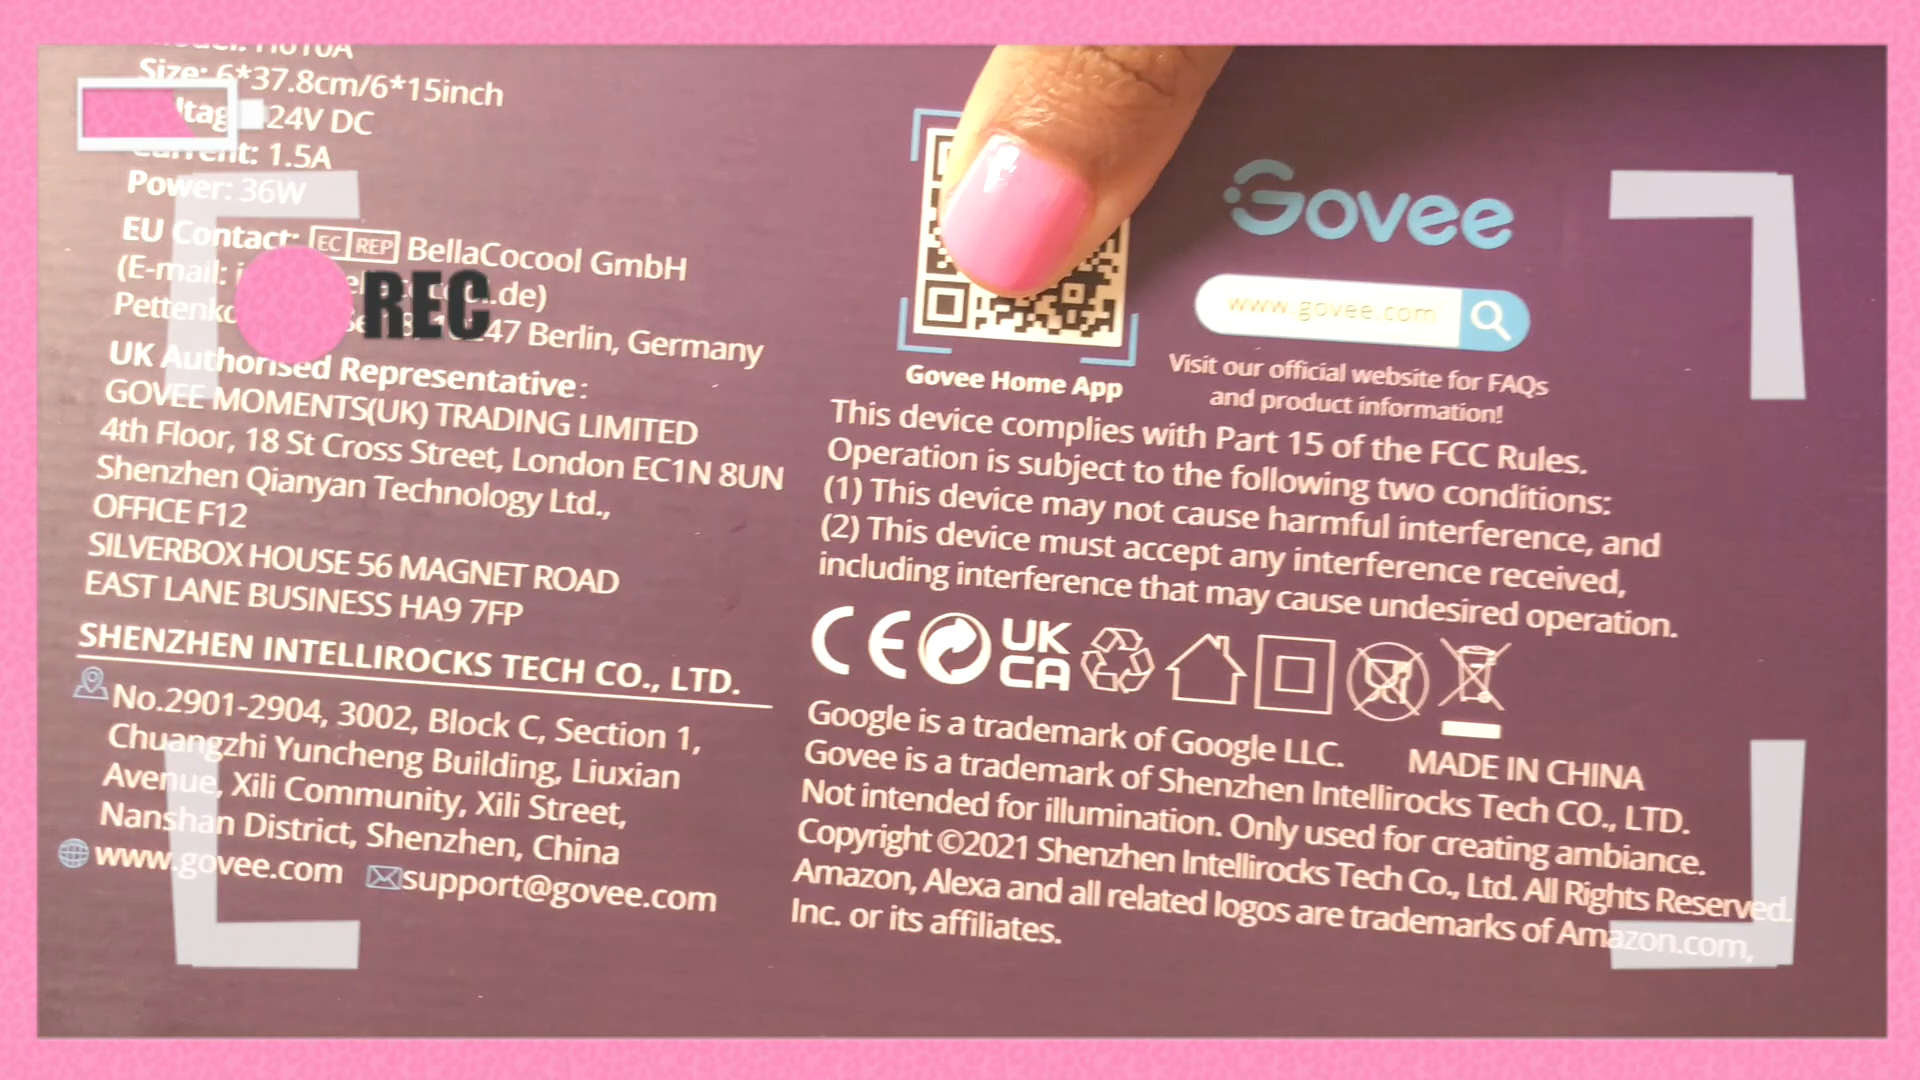 Size: 6*37.8cm/6*15inch
24V DC
Current: 1.5A
Power: 36W
EU Contact: EC REP BellaCocool GmbH
(E-mail: .de)
47 Berlin, Germany
UK Authorised Representative:
GOVEE MOMENTS(UK) TRADING LIMITED
4th Floor, 18 St Cross Street, London EC1N 8UN
Shenzhen Qianyan Technology Ltd.,
OFFICE F12
SILVERBOX HOUSE 56 MAGNET ROAD
EAST LANE BUSINESS HA9 7FP
SHENZHEN INTELLIROCKS TECH CO., LTD.
No.2901-2904, 3002, Block C, Section 1,
Chuangzhi Yuncheng Building, Liuxian
Avenue, Xili Community, Xili Street,
Nanshan District, Shenzhen, China
www.govee.com support@govee.com
REC
Govee Home App
Govee
www.govee.com
Visit our official website for FAQs
and product information!
This device complies with Part 15 of the FCC Rules.
Operation is subject to the following two conditions:
(1) This device may not cause harmful interference, and
(2) This device must accept any interference received,
including interference that may cause undesired operation.
CE UK CA
Google is a trademark of Google LLC. MADE IN CHINA
Govee is a trademark of Shenzhen Intellirocks Tech CO., LTD.
Not intended for illumination. Only used for creating ambiance.
Copyright ©2021 Shenzhen Intellirocks Tech Co., Ltd. All Rights Reserved.
Amazon, Alexa and all related logos are trademarks of Amazon.com,
Inc. or its affiliates.